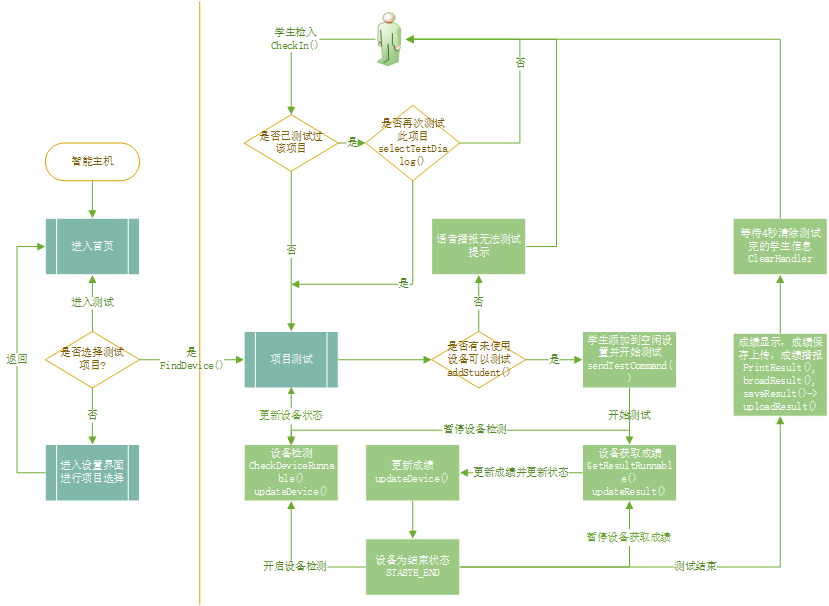 学生检入
CheckIn()
否
是否已测试过
该项目
是
是否再次测试
此项目
selectTestDia
log()
智能主机
进入首页
语音播报无法测试
提示
等待4秒清除测试
完的学生信息
ClearHandler
否
是
进入测试
否
是否选择测试
项目?
是
FindDevice()
返回
项目测试
是否有未使用
设备可以测试
addStudent()
是
学生添加到空闲设
置并开始测试
sendTestCommand(
)
成绩显示，成绩保
存上传，成绩播报
PrintResult(),
broadResult(),
saveResult()->
uploadResult()
否
更新设备状态
暂停设备检测
开始测试
进入设置界面
进行项目选择
设备检测
CheckDeviceRunna
ble()
updateDevice()
更新成绩
updateDevice()
更新成绩并更新状态
设备获取成绩
GetResultRunnabl
e()
updateResult()
暂停设备获取成绩
开启设备检测
设备为结束状态
STASTE_END
测试结束